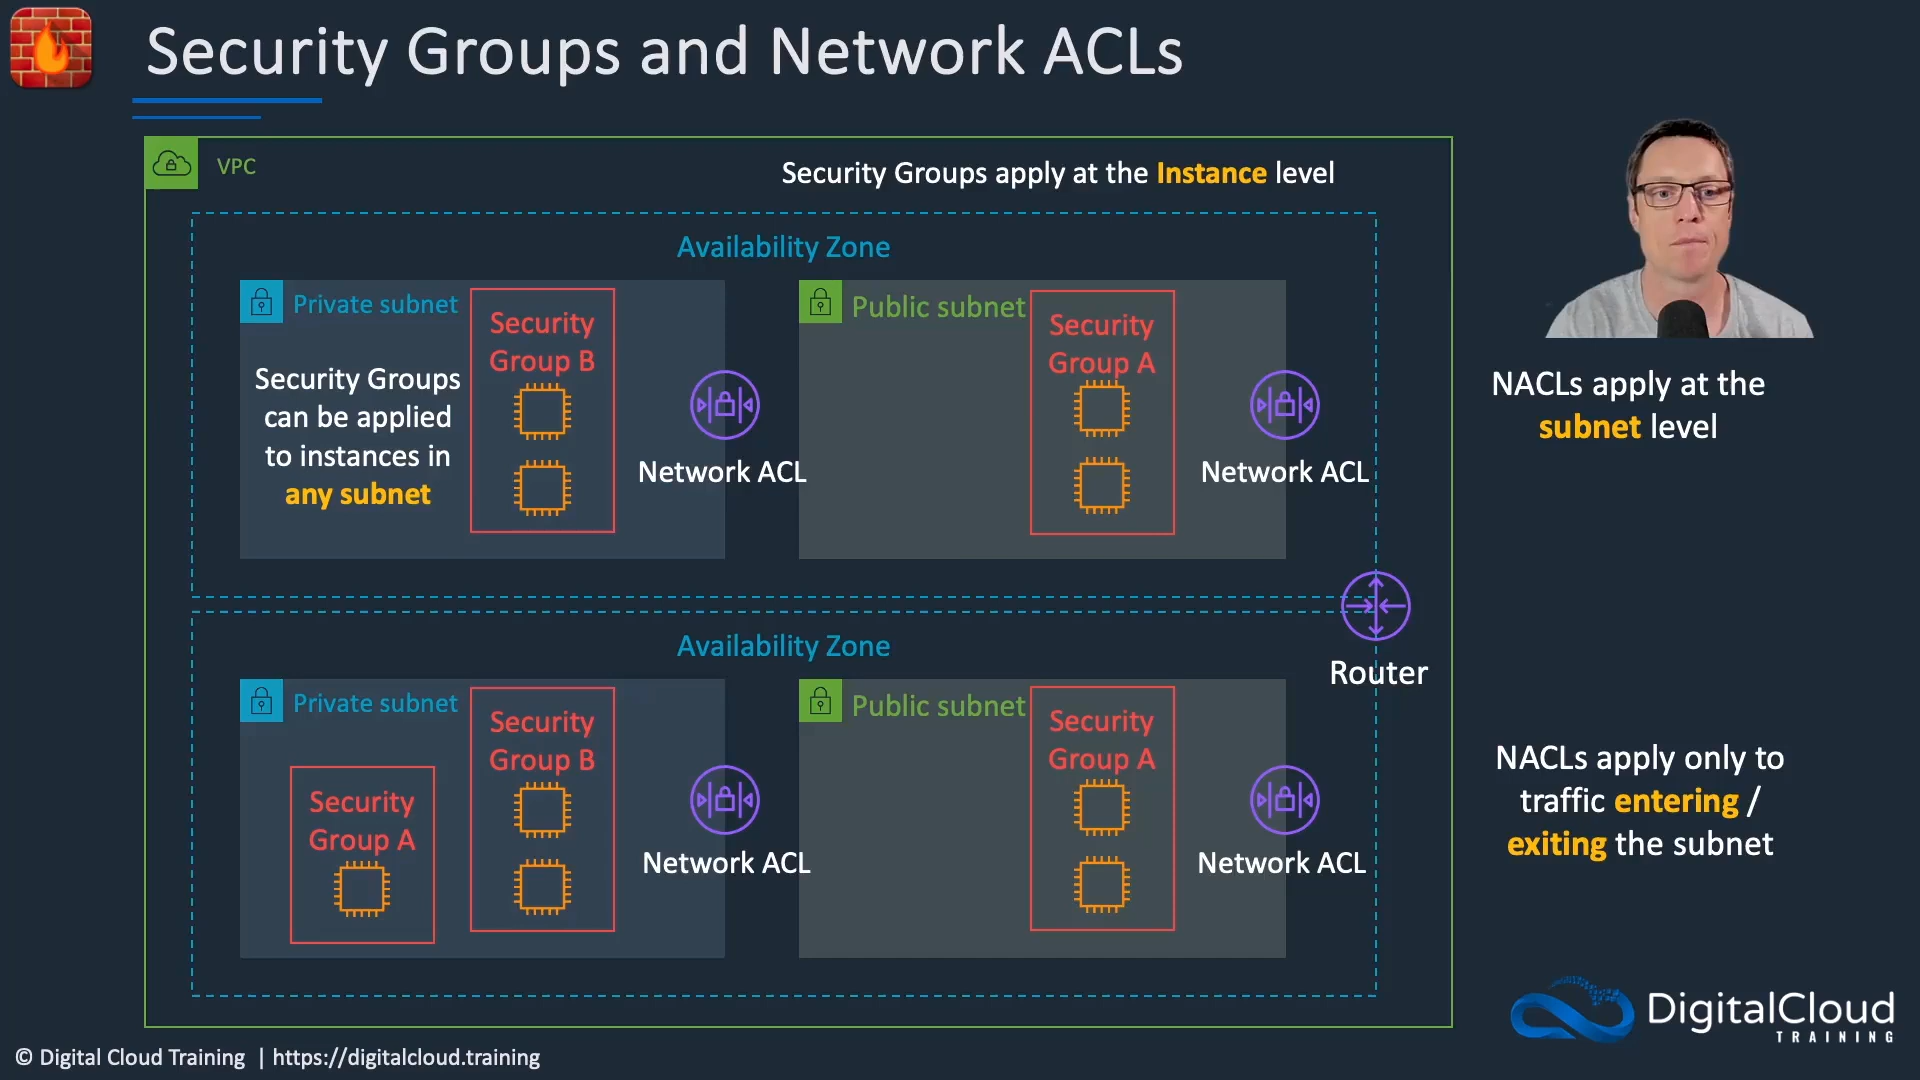 Security Groups and Network ACLs
VPC
Security Groups apply at the Instance level
Availability Zone
Private subnet
Security Groups
can be applied
to instances in
any subnet
Security
Group B
Network ACL
Public subnet
Security
Group A
Network ACL
NACLs apply at the
subnet level
Router
Availability Zone
Private subnet
Security
Group A
Security
Group B
Network ACL
Public subnet
Security
Group A
Network ACL
NACLs apply only to
traffic entering /
exiting the subnet
DigitalCloud
TRAINING
© Digital Cloud Training | https://digitalcloud.training